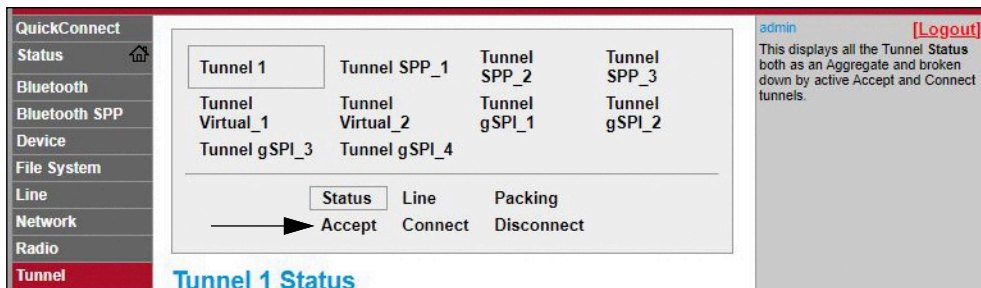 QuickConnect
Status
Bluetooth
Bluetooth SPP
Device
File System
Line
Network
Radio
Tunnel
Tunnel 1
Tunnel SPP_1
Tunnel
SPP_2
Tunnel
SPP_3
Tunnel
Virtual_1
Tunnel
Virtual_2
Tunnel
gSPI_1
Tunnel
gSPI_2
Tunnel gSPI_3
Tunnel gSPI_4
Status Line Packing
Accept Connect Disconnect
Tunnel 1 Status
admin [Logout]
This displays all the Tunnel Status
both as an Aggregate and broken
down by active Accept and Connect
tunnels.